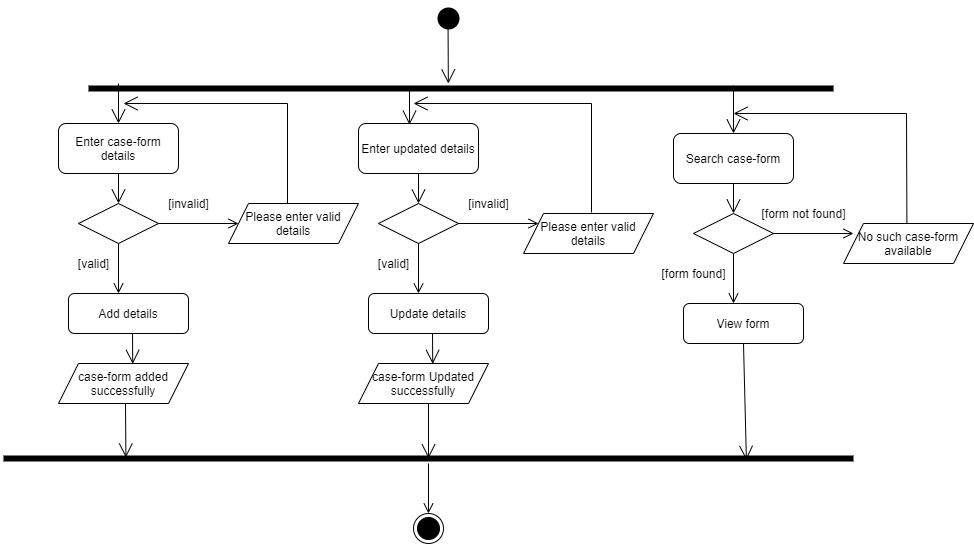 Enter case-form
details
Enter updated details
Search case-form
[invalid]
Please enter valid
details
[invalid]
Please enter valid
details
[form not found]
No such case-form
available
[valid]
[valid]
[form found]
Add details
Update details
View form
case-form added
successfully
case-form Updated
successfully